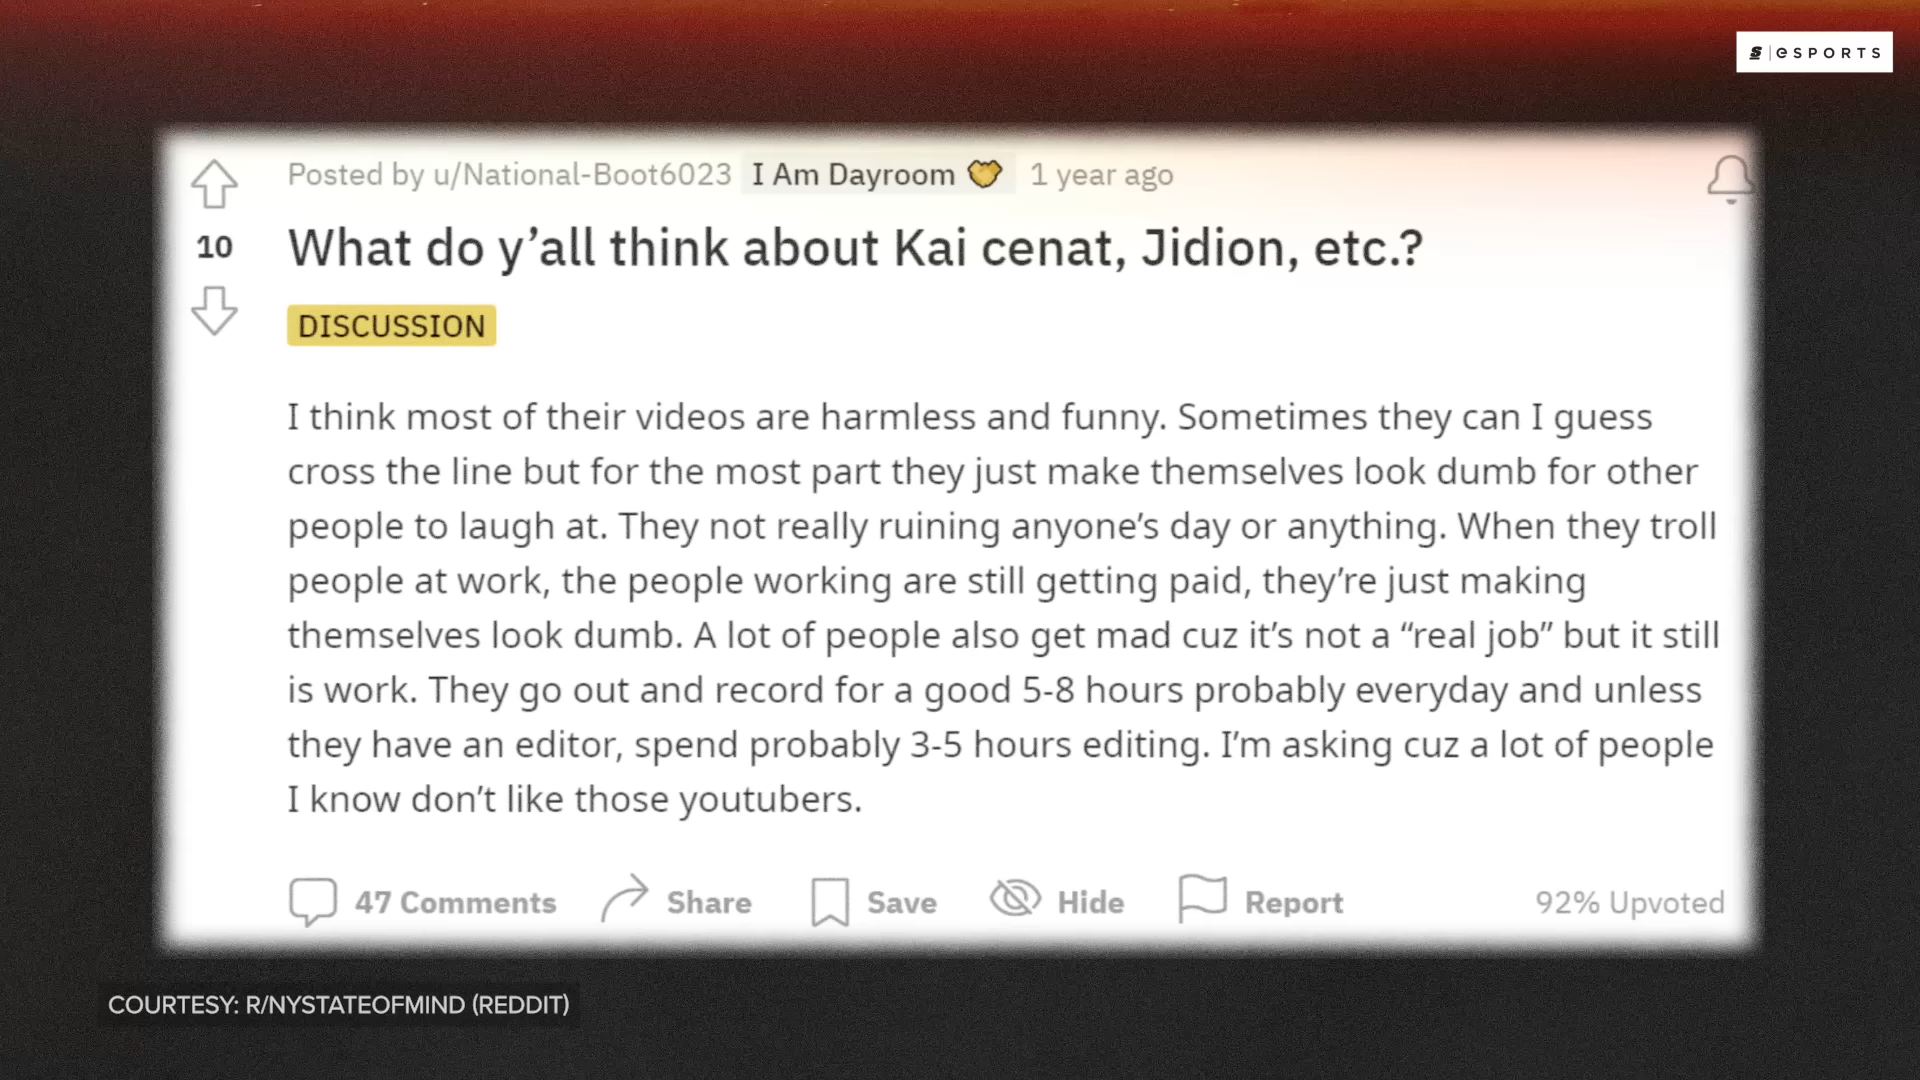 S | eSPORTS
Posted by u/National-Boot6023 I Am Dayroom 1 year ago
10
What do y’all think about Kai cenat, Jidion, etc.?
DISCUSSION
I think most of their videos are harmless and funny. Sometimes they can I guess
cross the line but for the most part they just make themselves look dumb for other
people to laugh at. They not really ruining anyone’s day or anything. When they troll
people at work, the people working are still getting paid, they’re just making
themselves look dumb. A lot of people also get mad cuz it’s not a “real job” but it still
is work. They go out and record for a good 5-8 hours probably everyday and unless
they have an editor, spend probably 3-5 hours editing. I’m asking cuz a lot of people
I know don’t like those youtubers.
47 Comments Share Save Hide Report 92% Upvoted
COURTESY: R/NYSTATEOFMIND (REDDIT)